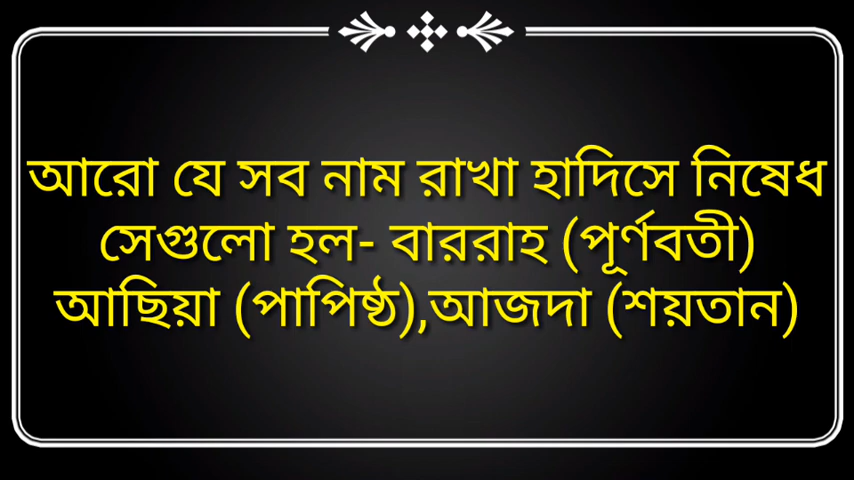 আরো যে সব নাম রাখা হাদিসে নিষেধ
সেগুলো হল- বাররাহ (পূর্ণবতী)
আছিয়া (পাপিষ্ঠ),আজদা (শয়তান)